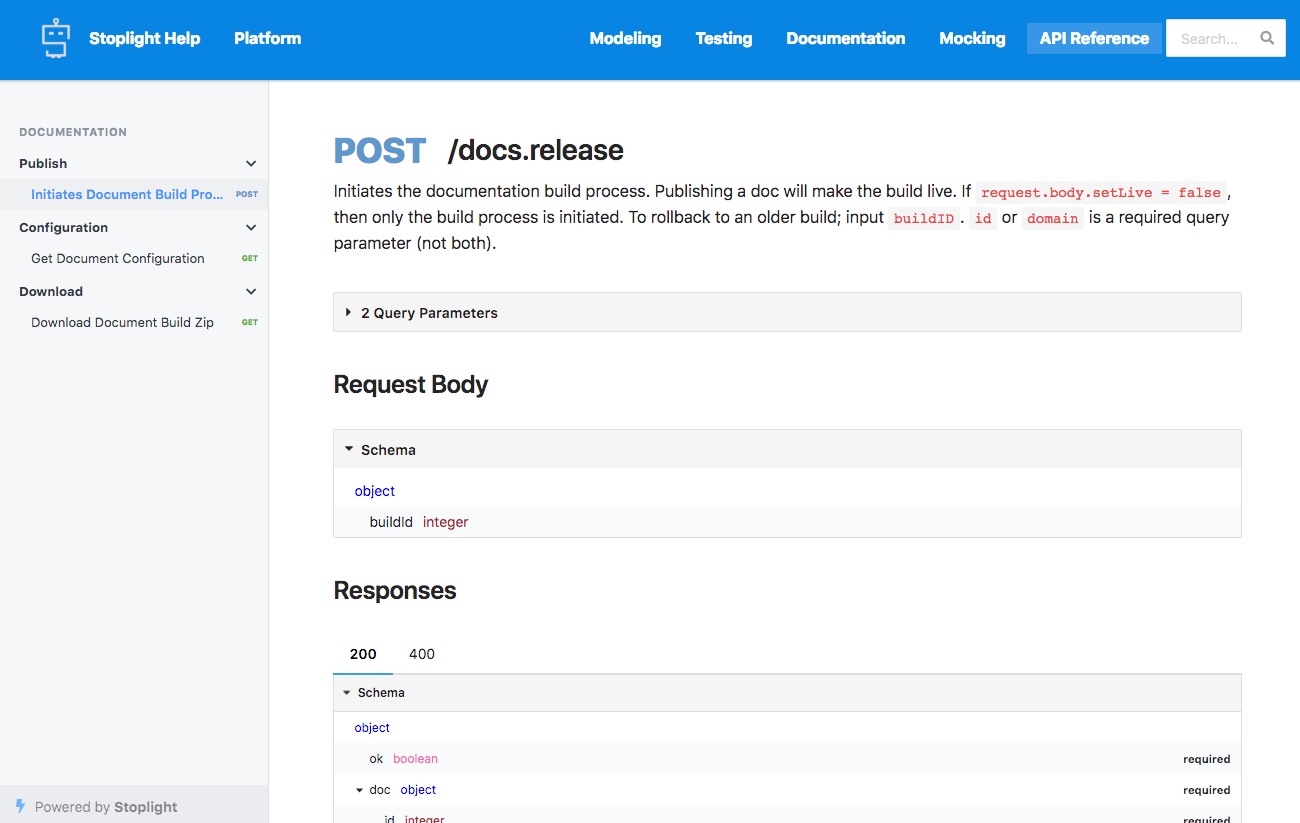 Stoplight Help Platform Modeling Testing Documentation Mocking API Reference Search...
DOCUMENTATION
Publish
Initiates Document Build Pro... POST
Configuration
Get Document Configuration GET
Download
Download Document Build Zip GET
Powered by Stoplight
POST /docs.release
Initiates the documentation build process. Publishing a doc will make the build live. If request.body.setLive = false,
then only the build process is initiated. To rollback to an older build; input buildID. id or domain is a required query
parameter (not both).
2 Query Parameters
Request Body
Schema
object
buildId integer
Responses
200 400
Schema
object
ok boolean required
doc object required
id integer required